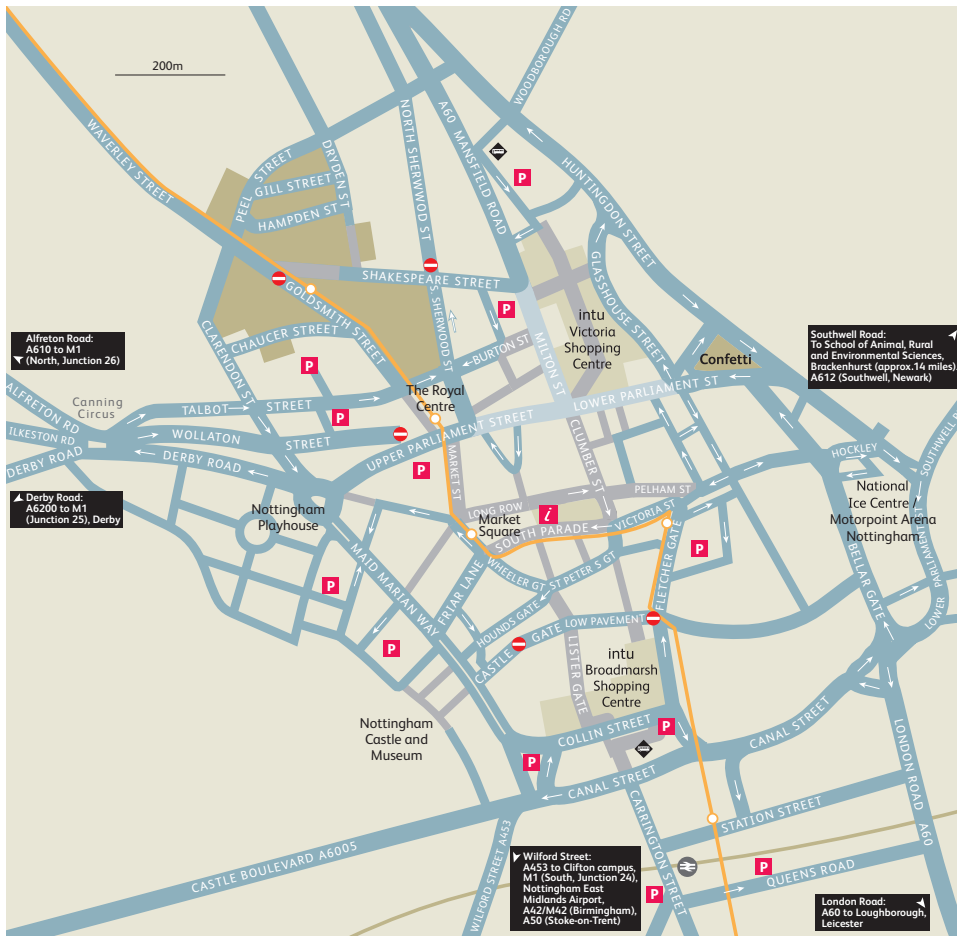 200m
WOODBOROUGH RD
WAVERLEY STREET
PEEL STREET
GILL STREET
HAMPDEN ST
DRYDEN ST
NORTH SHERWWOD ST
A60 MANSFIELD ROAD
P
HUNTINGDON STREET
SHAKESPEARE STREET
GOLDSMITH STREET
S. SHERWOOD ST
GLASSHOUSE STREET
P
intu
Victoria
Shopping
Centre
CLARENDON ST
CHAUCER STREET
BURTON ST
MILTON ST
Confetti
Alfreton Road:
A610 to M1
(North, Junction 26)
Southwell Road:
To School of Animal, Rural
and Environmental Sciences,
Brackenhurst (approx.14 miles).
A612 (Southwell, Newark)
P
The Royal
Centre
ALFRETON RD
Canning
Circus
TALBOT STREET
P
LOWER PARLIAMENT ST
ILKESTON RD
WOLLATON STREET
UPPER PARLIAMENT STREET
CLUMBER ST
DERBY ROAD
DERBY ROAD
P
MARKET ST
HOCKLEY
SOUTHWELL R
Derby Road:
A6200 to M1
(Junction 25), Derby
Nottingham
Playhouse
LONG ROW
PELHAM ST
National
Ice Centre /
Motorpoint Arena
Nottingham
i
Market
Square
SOUTH PARADE
VICTORIA ST
MAID MARIAN WAY
FRIAR LANE
WHEELER GT
ST PETER S GT
FLETCHER GATE
P
BELLAR GATE
LOWER PARLIAMENT S
P
HOUNDS GATE
CASTLE GATE
LOW PAVEMENT
P
LISTER GATE
intu
Broadmarsh
Shopping
Centre
Nottingham
Castle and
Museum
COLLIN STREET
P
CANAL STREET
P
CANAL STREET
LONDON ROAD A60
CARRINGTON STREET
STATION STREET
CASTLE BOULEVARD A6005
WILFORD STREET A453
Wilford Street:
A453 to Clifton campus,
M1 (South, Junction 24),
Nottingham East
Midlands Airport,
A42/M42 (Birmingham),
A50 (Stoke-on-Trent)
P
P
QUEENS ROAD
London Road:
A60 to Loughborough,
Leicester